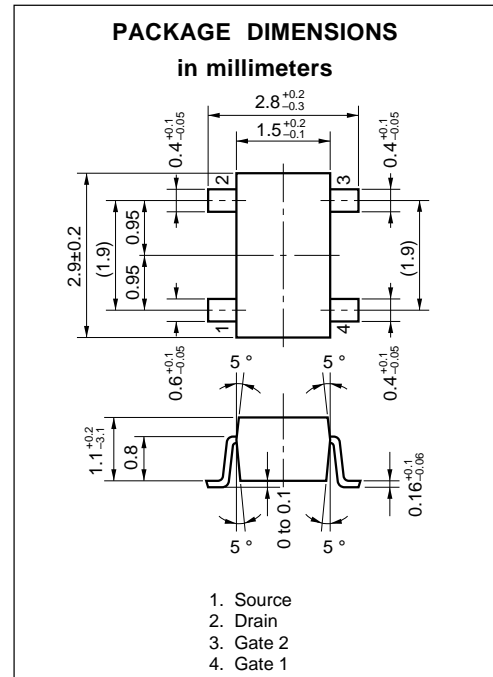 PACKAGE DIMENSIONS
in millimeters
2.8 +0.2 −0.3
1.5 +0.2 −0.1
0.4 +0.1 −0.05
0.4 +0.1 −0.05
2
3
2.9±0.2
(1.9)
0.95
0.95
(1.9)
1
4
0.6 +0.1 −0.05
5 °
5 °
0.4 +0.1 −0.05
1.1 +0.2 −3.1
0.8
0 to 0.1
0.16 +0.1 −0.06
5 °
5 °
1. Source
2. Drain
3. Gate 2
4. Gate 1